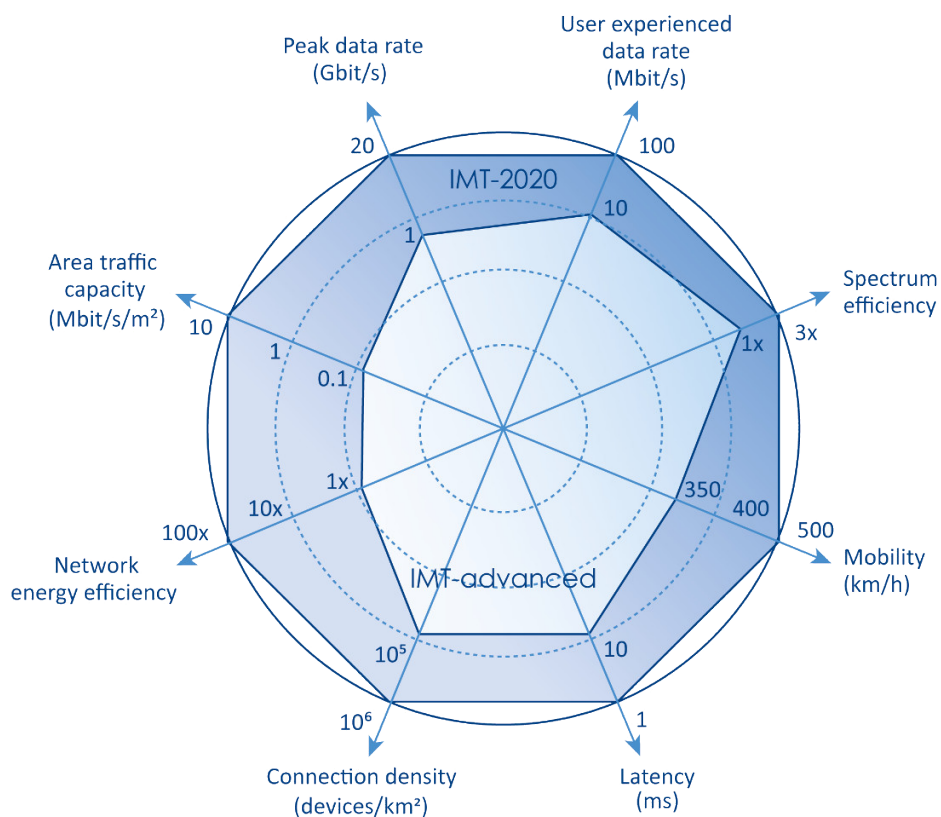 Peak data rate
(Gbit/s)
User experienced
data rate
(Mbit/s)
20
100
IMT-2020
1
10
Area traffic
capacity
(Mbit/s/m²)
Spectrum
efficiency
10
1
0.1
1x
3x
1x
10x
100x
350
400
500
Network
energy efficiency
Mobility
(km/h)
IMT-advanced
10⁵
10
10⁶
1
Connection density
(devices/km²)
Latency
(ms)